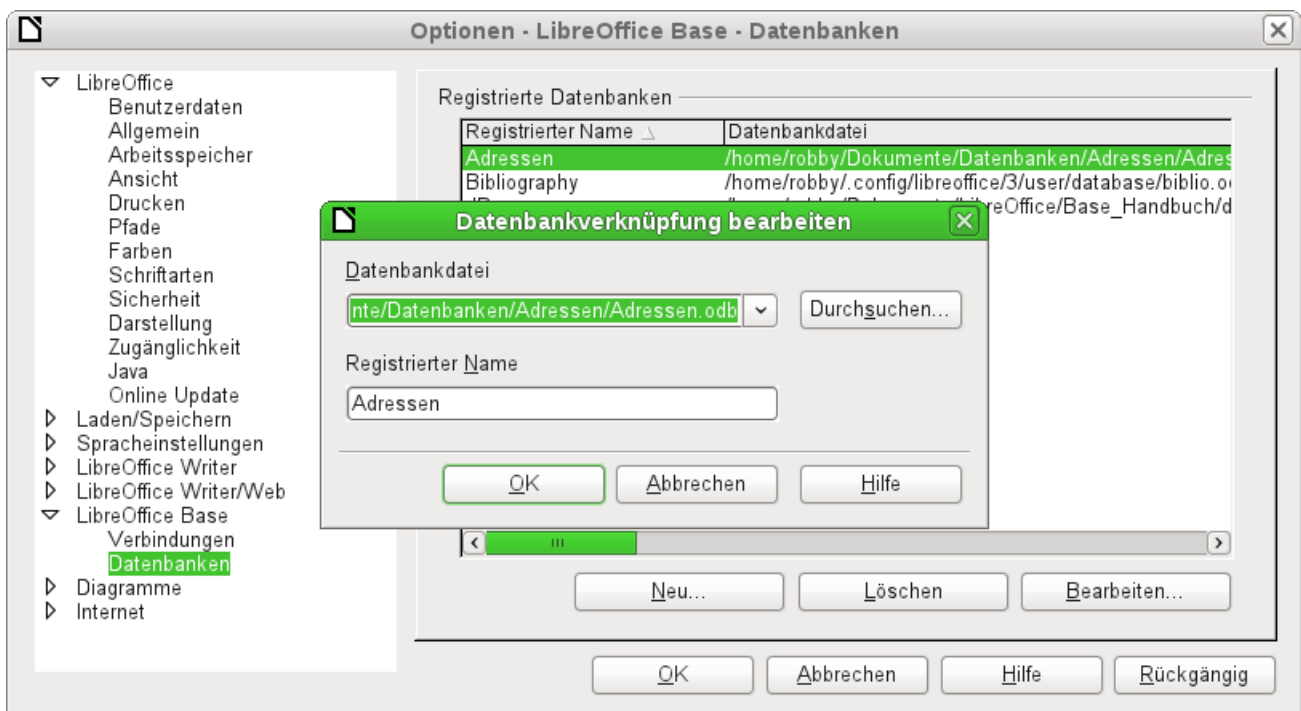 Optionen - LibreOffice Base - Datenbanken
LibreOffice
Benutzerdaten
Allgemein
Arbeitsspeicher
Ansicht
Drucken
Pfade
Farben
Schriftarten
Sicherheit
Darstellung
Zugänglichkeit
Java
Online Update
Laden/Speichern
Spracheinstellungen
LibreOffice Writer
LibreOffice Writer/Web
LibreOffice Base
Verbindungen
Datenbanken
Diagramme
Internet
Registrierte Datenbanken
Registrierter Name Datenbankdatei
Adressen /home/robby/Dokumente/Datenbanken/Adressen/Adres
Bibliography /home/robby/.config/libreoffice/3/user/database/biblio.o
reOffice/Base_Handbuch/d
Datenbankverknüpfung bearbeiten
Datenbankdatei
nte/Datenbanken/Adressen/Adressen.odb
Durchsuchen...
Registrierter Name
Adressen
OK Abbrechen Hilfe
Neu... Löschen Bearbeiten...
OK Abbrechen Hilfe Rückgängig